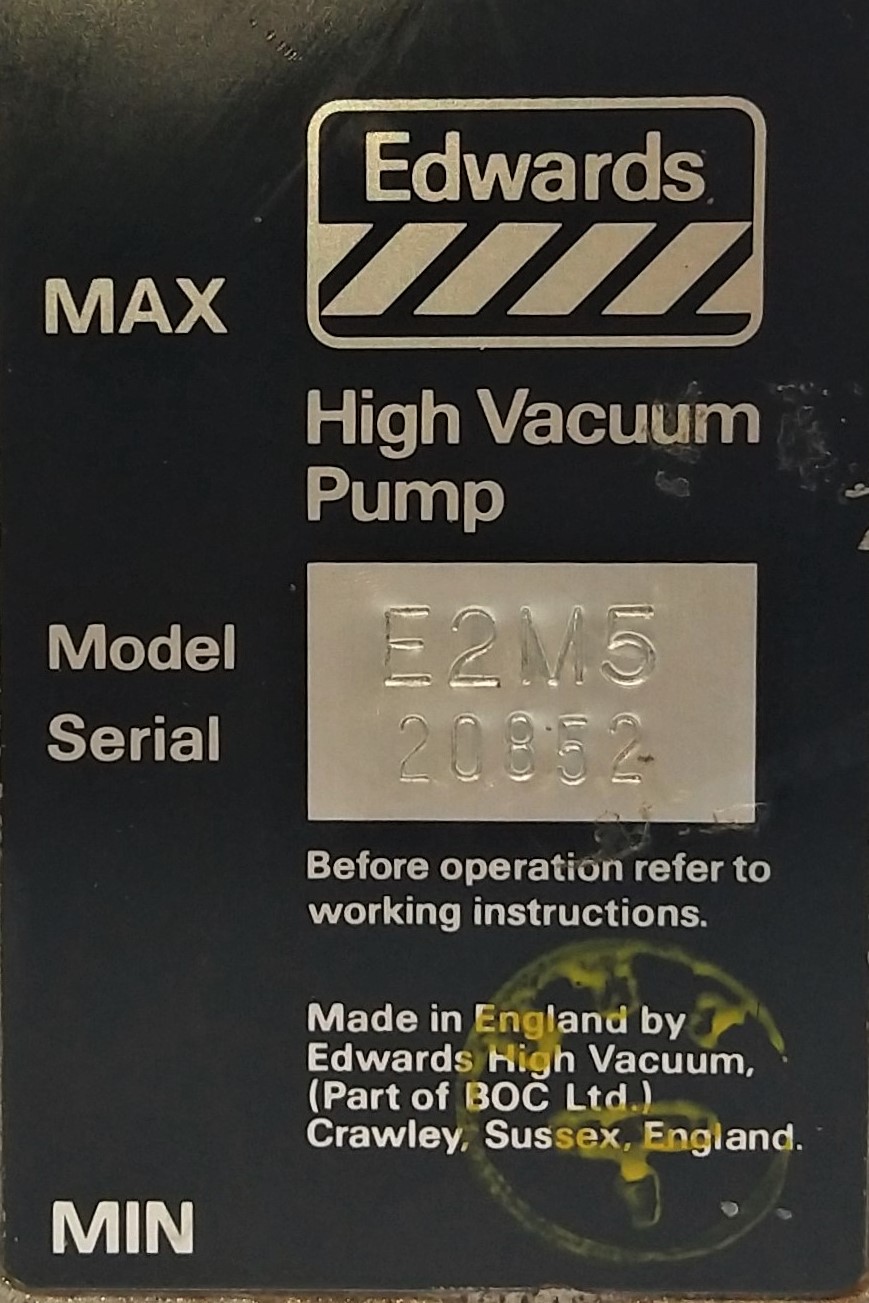 Edwards
MAX
High Vacuum
Pump
Model E2M5
Serial 20852
Before operation refer to
working instructions.
Made in England by
Edwards High Vacuum,
(Part of BOC Ltd.)
Crawley, Sussex, England.
MIN